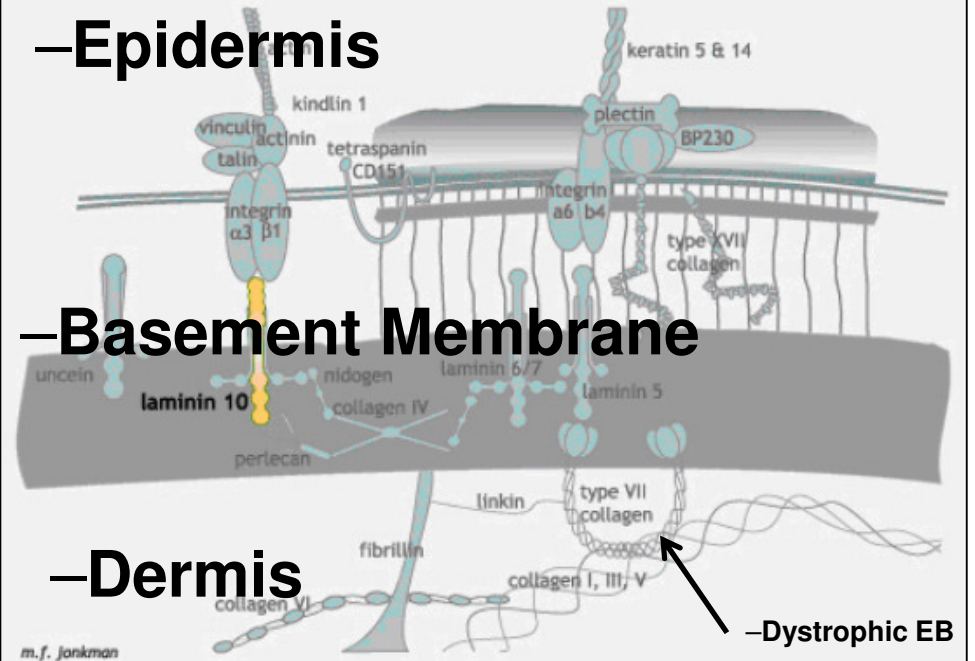 –Epidermis
actin
keratin 5 & 14
kindlin 1
plectin
vinculin
actinin
BP230
tetraspanin
talin
CD151
integrin
a6 b4
integrin
α3 β1
type XVII
collagen
–Basement Membrane
uncein
nidogen
laminin 6/7
laminin 5
laminin 10
collagen IV
perlecan
linkin
type VII
collagen
fibrillin
–Dermis
collagen I, III, V
collagen VI
–Dystrophic EB
m.f. jonkman